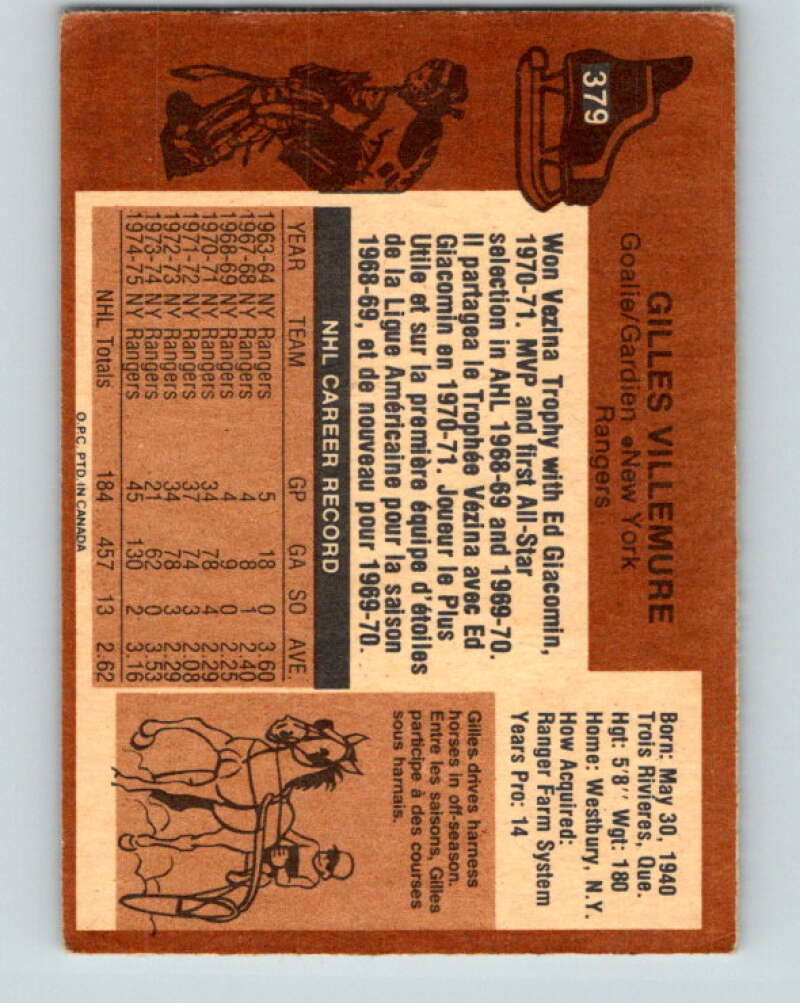 379
GILLES VILLEMURE
Goalie/Gardien ●New York
Rangers
Born: May 30, 1940
Trois Rivieres, Que.
Hgt: 5'8'' Wgt: 180
Home: Westbury, N.Y.
How Acquired:
Ranger Farm System
Years Pro: 14
Won Vezina Trophy with Ed Giacomin,
1970-71. MVP and first All-Star
selection in AHL 1968-69 and 1969-70.
Il partagea le Trophée Vézina avec Ed
Giacomin en 1970-71. Joueur le Plus
Utile et sur la première équipe d'étoiles
de la Ligue Américaine pour la saison
1968-69, et de nouveau pour 1969-70.
NHL CAREER RECORD
YEAR TEAM GP GA SO AVE.
1963-64 NY Rangers 5 18 0 3.60
1967-68 NY Rangers 4 8 1 2.40
1968-69 NY Rangers 4 9 0 2.25
1970-71 NY Rangers 34 78 4 2.29
1971-72 NY Rangers 37 74 3 2.08
1972-73 NY Rangers 34 78 3 2.29
1973-74 NY Rangers 21 62 0 3.53
1974-75 NY Rangers 45 130 2 3.16
NHL Totals 184 457 13 2.62
Gilles drives harness
horses in off-season.
Entre les saisons, Gilles
participe à des courses
sous harnais.
O.P.C. PTD. IN CANADA